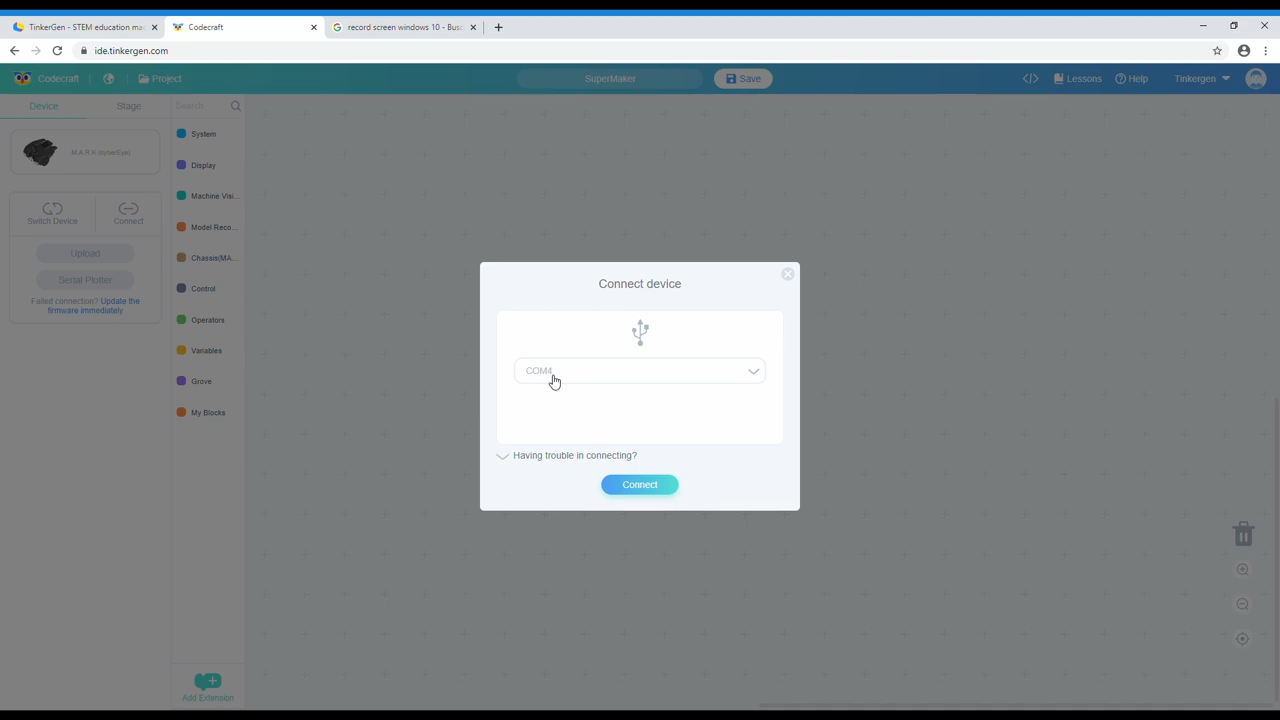 TinkerGen - STEM education ma
Codecraft
record screen windows 10 - Bus
ide.tinkergen.com
Codecraft
Project
SuperMaker
Save
</>
Lessons
Help
Tinkergen
Device
Stage
Search
M.A.R.K (cyberEye)
Switch Device
Connect
Upload
Serial Plotter
Failed connection? Update the
firmware immediately
System
Display
Machine Visi...
Model Reco...
Chassis(MA...
Control
Operators
Variables
Grove
My Blocks
Add Extension
Connect device
COM4
Having trouble in connecting?
Connect